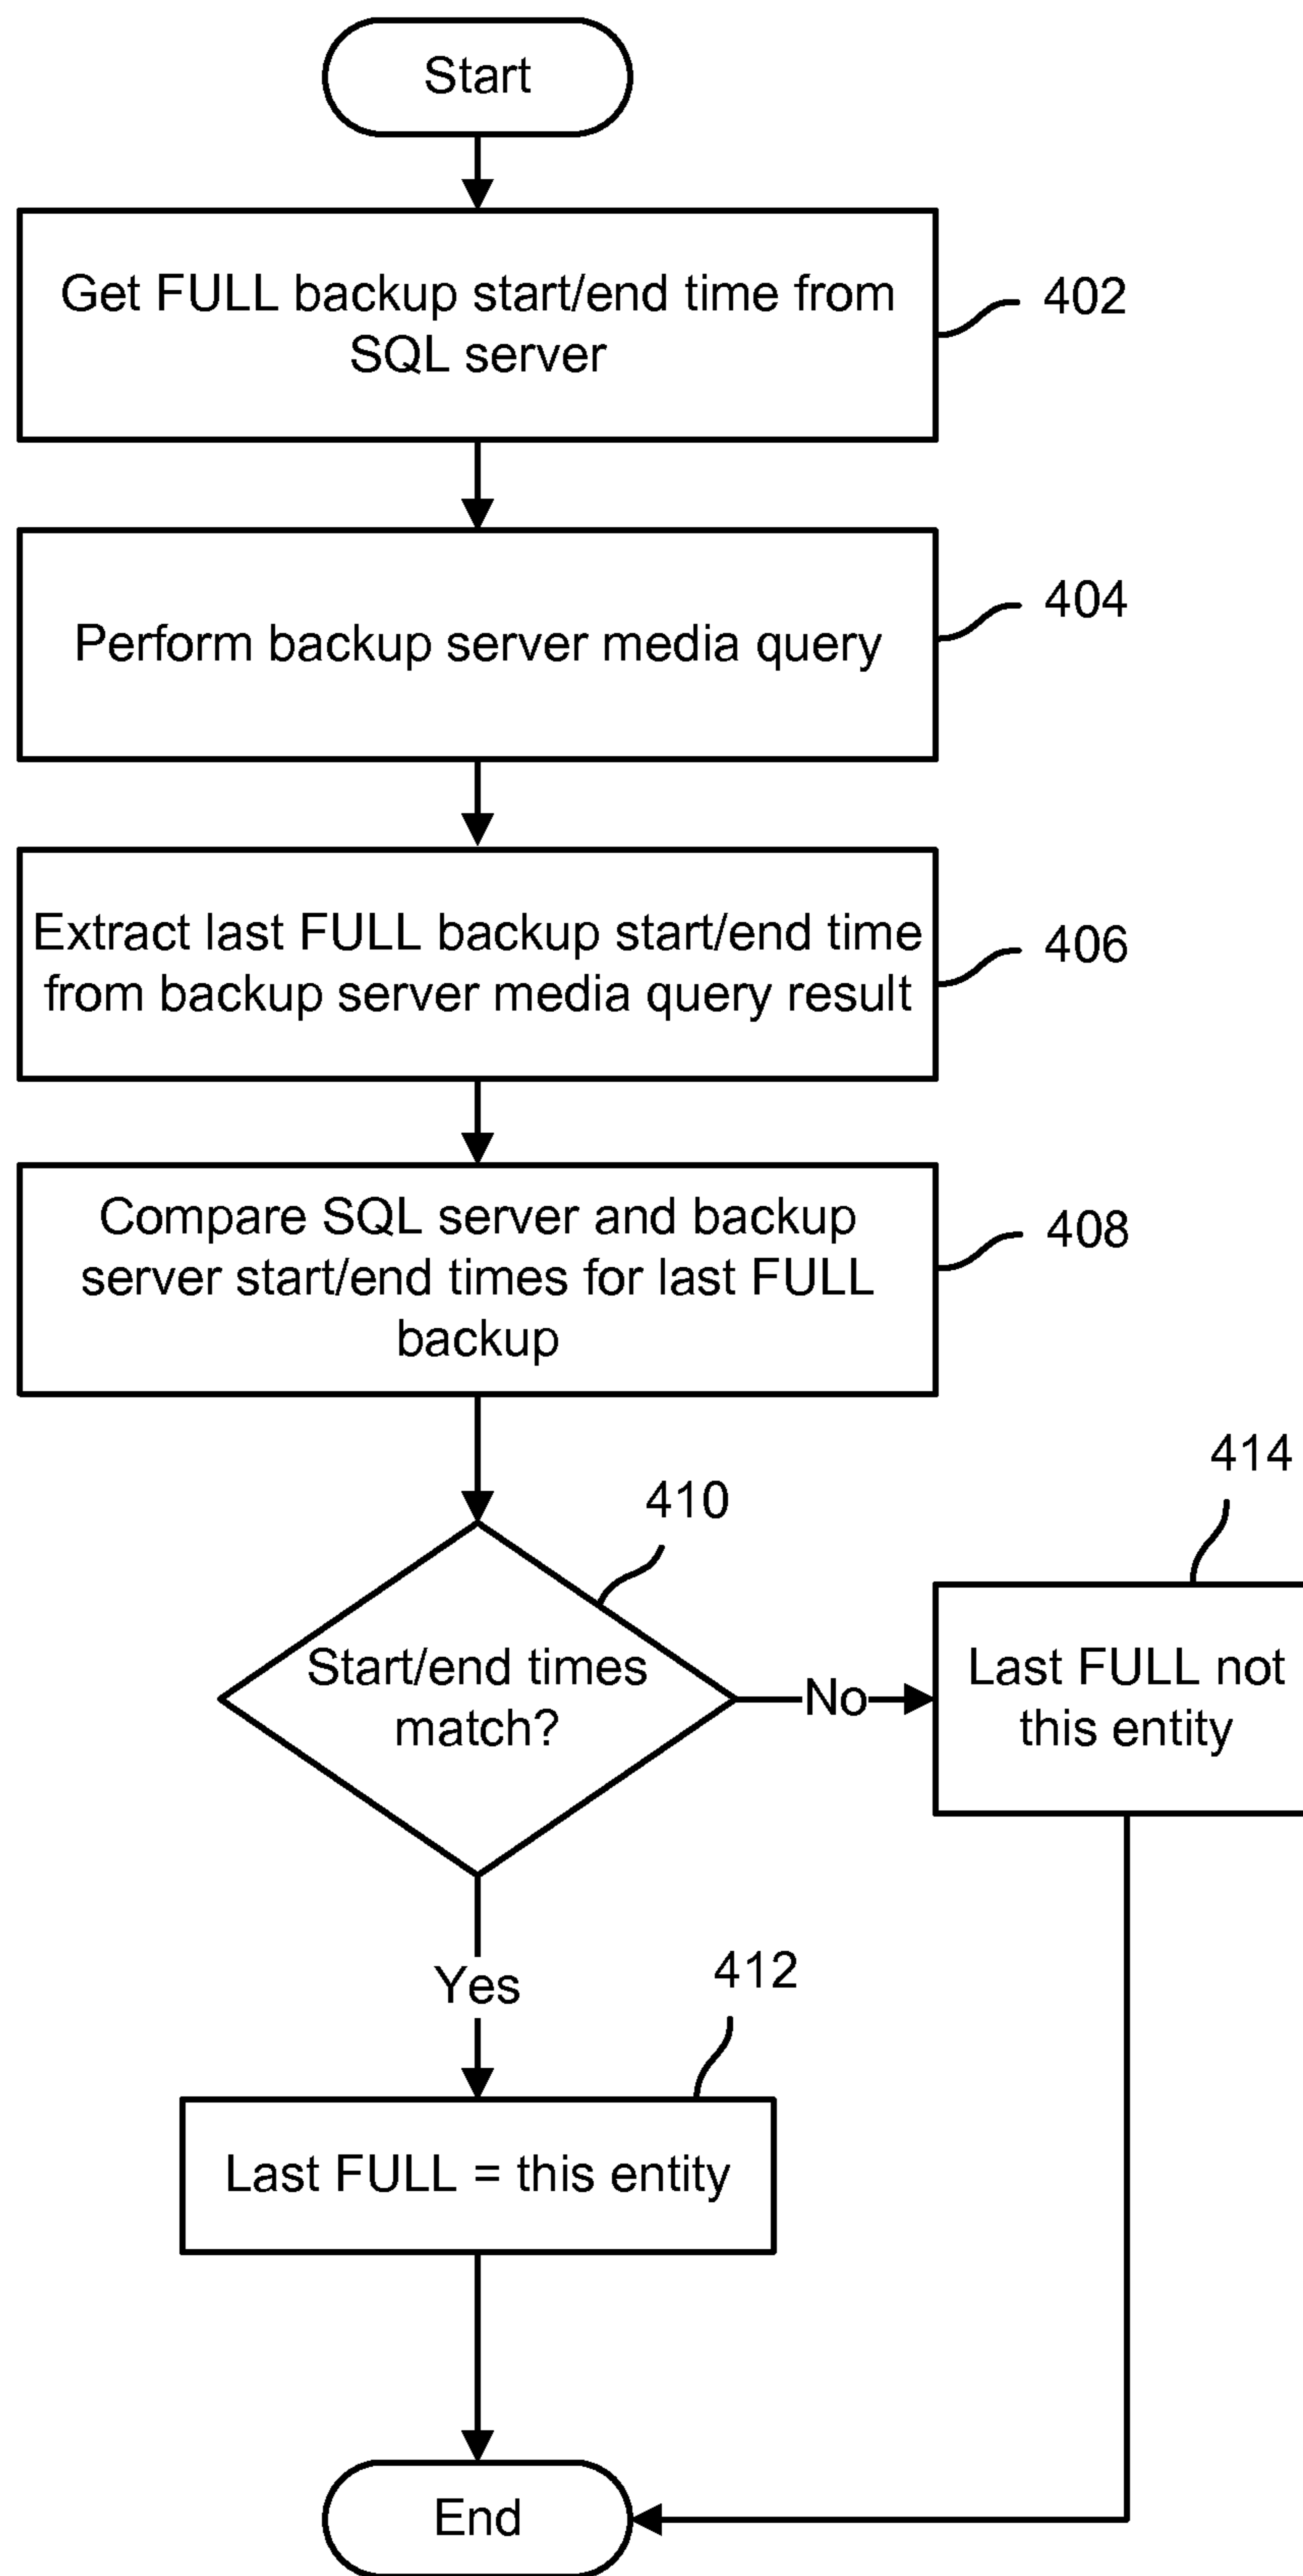 Start
Get FULL backup start/end time from
SQL server
402
Perform backup server media query
404
Extract last FULL backup start/end time
from backup server media query result
406
Compare SQL server and backup
server start/end times for last FULL
backup
408
410
Start/end times
match?
No
414
Last FULL not
this entity
Yes
412
Last FULL = this entity
End